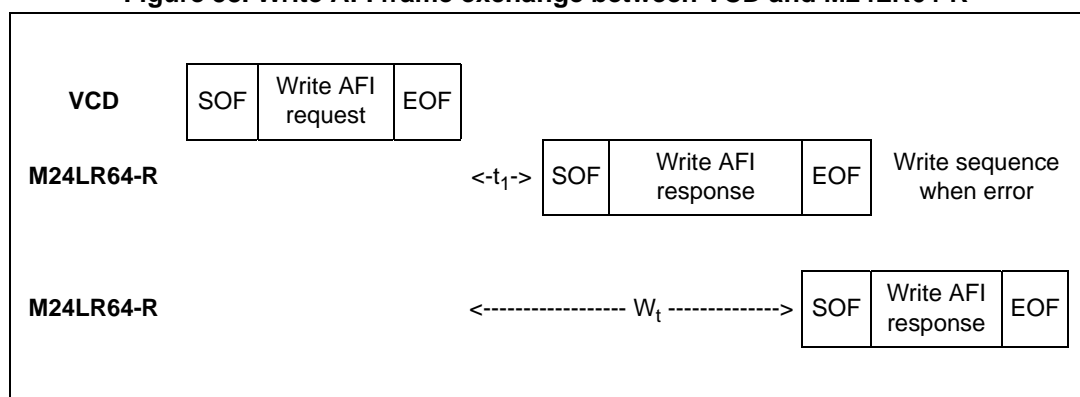 Figure 58. Write AFI frame exchange between VCD and M24LR64-R
VCD SOF Write AFI request EOF
M24LR64-R <-t1-> SOF Write AFI response EOF Write sequence when error
M24LR64-R <------------------ Wt --------------> SOF Write AFI response EOF